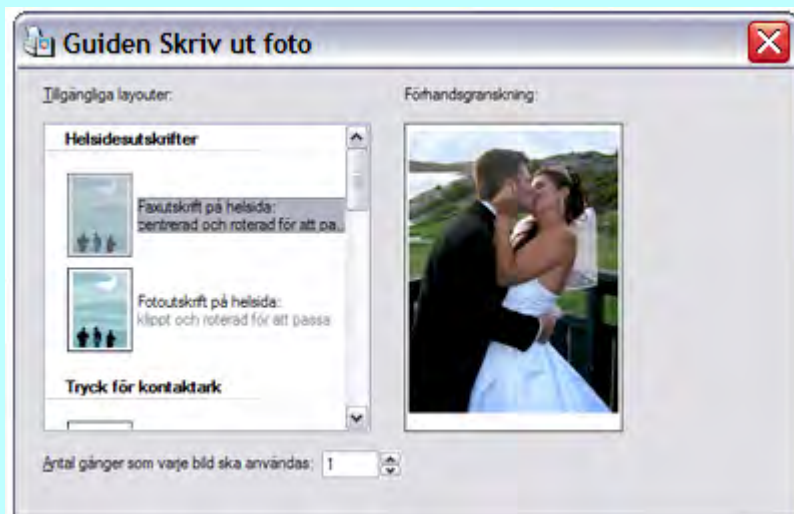 Guiden Skriv ut foto
Tillgängliga layouter:
Förhandsgranskning:
Helsidesutskrifter
Faxutskrift på helsida:
centrerad och roterad för att pa..
Fotoutskrift på helsida:
klippt och roterad för att passa
Tryck för kontaktark
Antal gånger som varje bild ska användas: 1